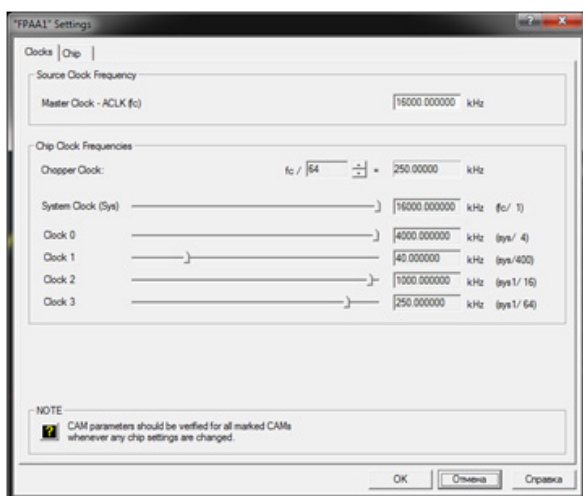 "FPAA1" Settings
Clocks Chip
Source Clock Frequency
Master Clock - ACLK (fc) 16000.000000 kHz
Chip Clock Frequencies
Chopper Clock: fc / 64 = 250.00000 kHz
System Clock (Sys) 16000.000000 kHz (fc/ 1)
Clock 0 4000.000000 kHz (sys/ 4)
Clock 1 40.000000 kHz (sys/400)
Clock 2 1000.000000 kHz (sys1/ 16)
Clock 3 250.000000 kHz (sys1/ 64)
NOTE
CAM parameters should be verified for all marked CAMs
whenever any chip settings are changed.
OK Отмена Справка